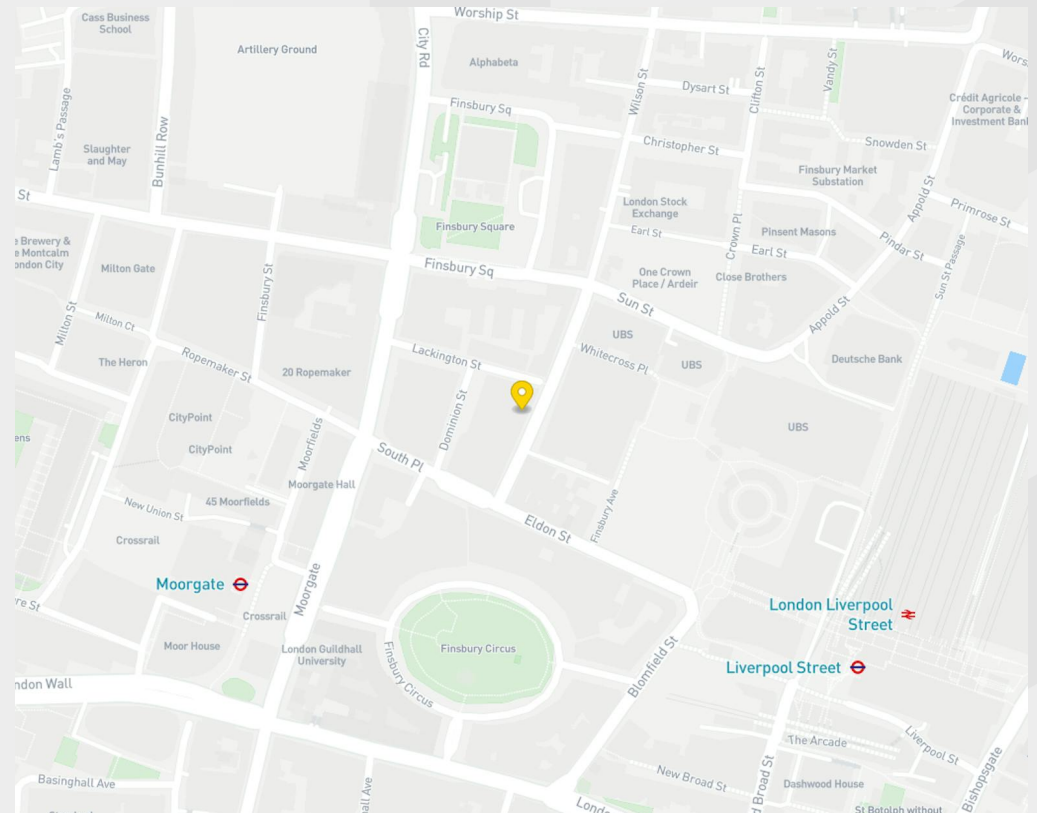 Worship St
Cass Business
School
City Rd
Artillery Ground
Alphabeta
Wors
Vandy St
Wilson St
Clifton St
Dysart St
Lamb's Passage
Crédit Agricole -
Corporate &
Investment Bank
Finsbury Sq
Bunhill Row
Christopher St
Snowden St
Slaughter
and May
Finsbury Market
Substation
Appold St
St
London Stock
Exchange
Primrose St
Finsbury Square
Crown Pl
Earl St
Pinsent Masons
e Brewery &
e Montcalm
ondon City
Pindar St
Earl St
Sun St Passage
Milton Gate
Finsbury Sq
One Crown
Place / Ardeir
Close Brothers
Finsbury St
Sun St
Milton St
Milton Ct
Appold St
UBS
Whitecross Pl
Lackington St
The Heron
Ropemaker St
20 Ropemaker
UBS
Deutsche Bank
CityPoint
Dominion St
UBS
ens
CityPoint
Moorfields
South Pl
Moorgate Hall
45 Moorfields
New Union St
Finsbury Ave
Eldon St
Crossrail
Moorgate
Moorgate
re St
Crossrail
London Liverpool
Street
Moor House
London Guildhall
University
Finsbury Circus
Finsbury Circus
Blomfield St
Liverpool Street
ndon Wall
The Arcade
Liverpool St
Bishopsgate
Basinghall Ave
hall Ave
New Broad St
d Broad St
Dashwood House
Londo
St Botolph without